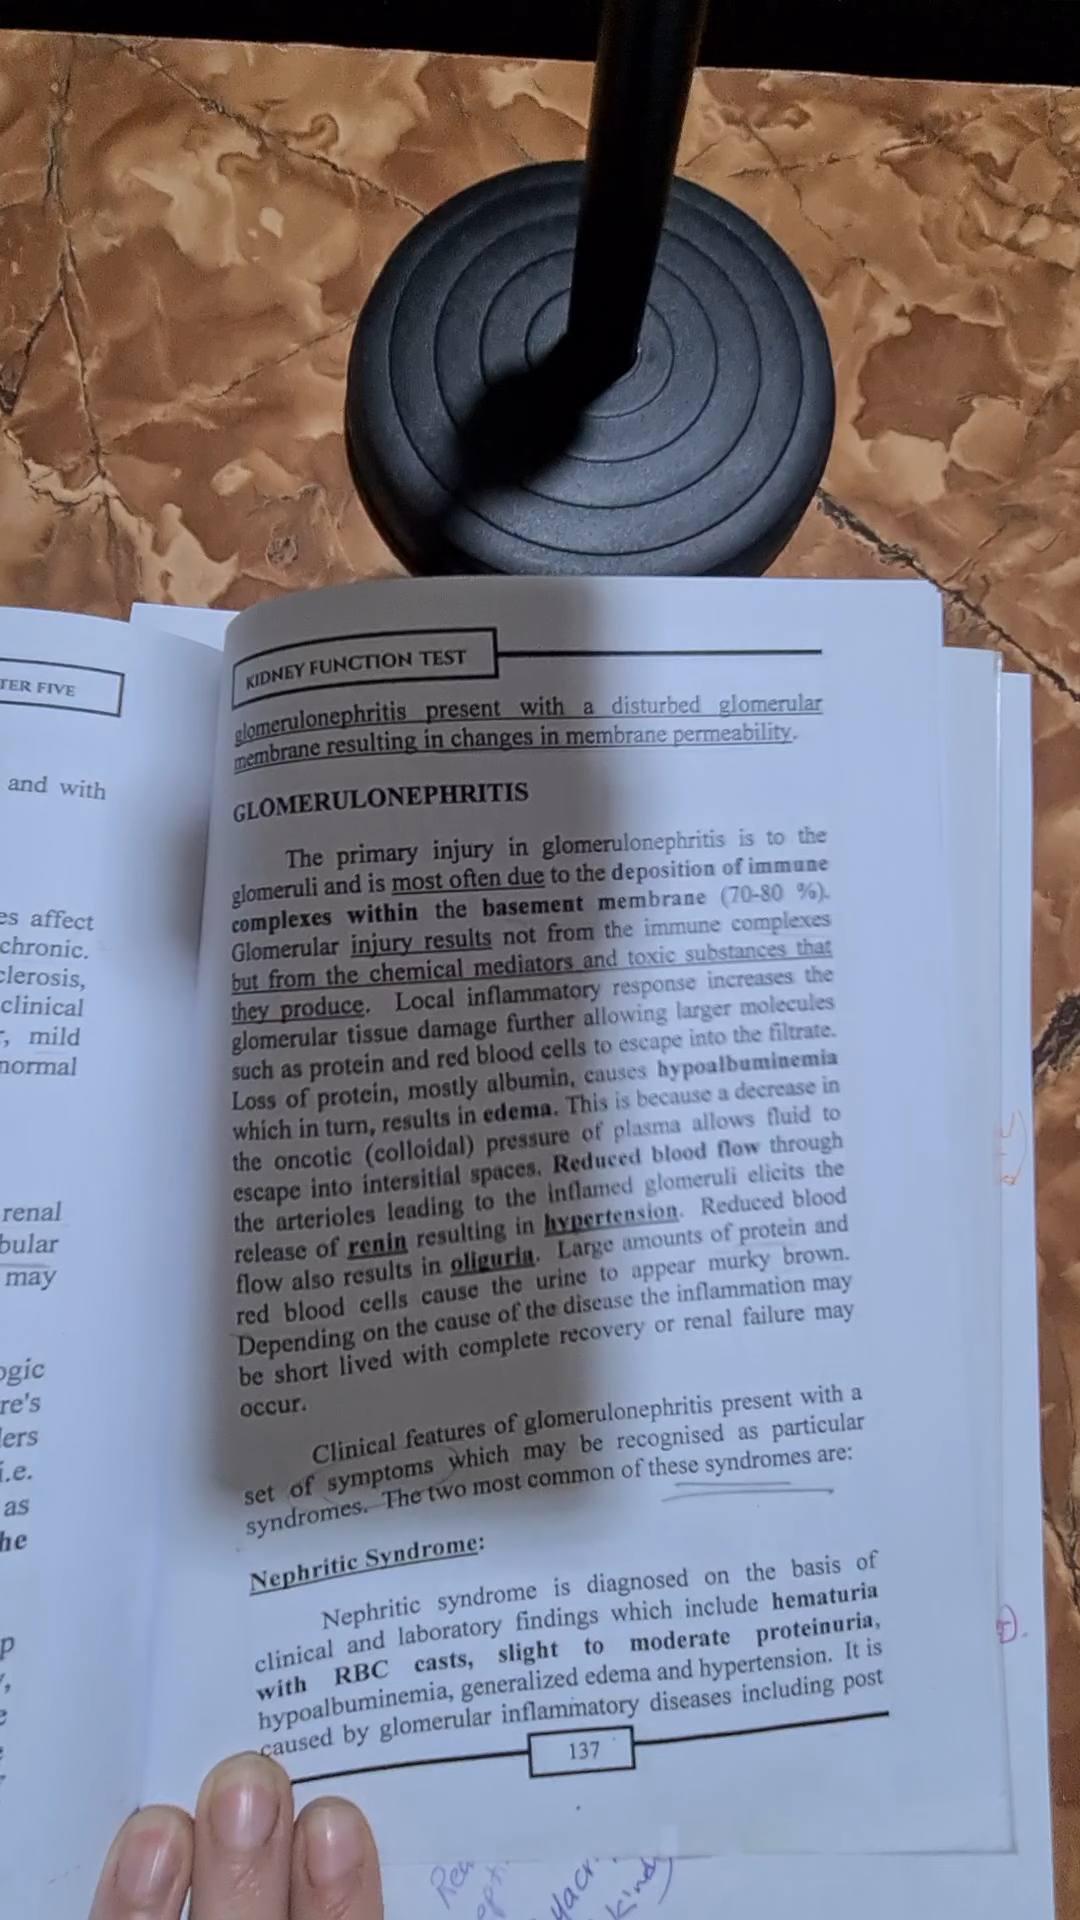 TER FIVE
and with
es affect
chronic.
clerosis,
clinical
, mild
normal
renal
bular
may
ogic
re's
lers
i.e.
as
he
p
KIDNEY FUNCTION TEST
glomerulonephritis present with a disturbed glomerular
membrane resulting in changes in membrane permeability.
GLOMERULONEPHRITIS
The primary injury in glomerulonephritis is to the
glomeruli and is most often due to the deposition of immune
complexes within the basement membrane (70-80 %).
Glomerular injury results not from the immune complexes
but from the chemical mediators and toxic substances that
they produce. Local inflammatory response increases the
glomerular tissue damage further allowing larger molecules
such as protein and red blood cells to escape into the filtrate.
Loss of protein, mostly albumin, causes hypoalbuminemia
which in turn, results in edema. This is because a decrease in
the oncotic (colloidal) pressure of plasma allows fluid to
escape into intersitial spaces. Reduced blood flow through
the arterioles leading to the inflamed glomeruli elicits the
release of renin resulting in hypertension. Reduced blood
flow also results in oliguria. Large amounts of protein and
red blood cells cause the urine to appear murky brown.
Depending on the cause of the disease the inflammation may
be short lived with complete recovery or renal failure may
occur.
Clinical features of glomerulonephritis present with a
set of symptoms which may be recognised as particular
syndromes. The two most common of these syndromes are:
Nephritic Syndrome:
Nephritic syndrome is diagnosed on the basis of
clinical and laboratory findings which include hematuria
with RBC casts, slight to moderate proteinuria,
hypoalbuminemia, generalized edema and hypertension. It is
caused by glomerular inflammatory diseases including post
137